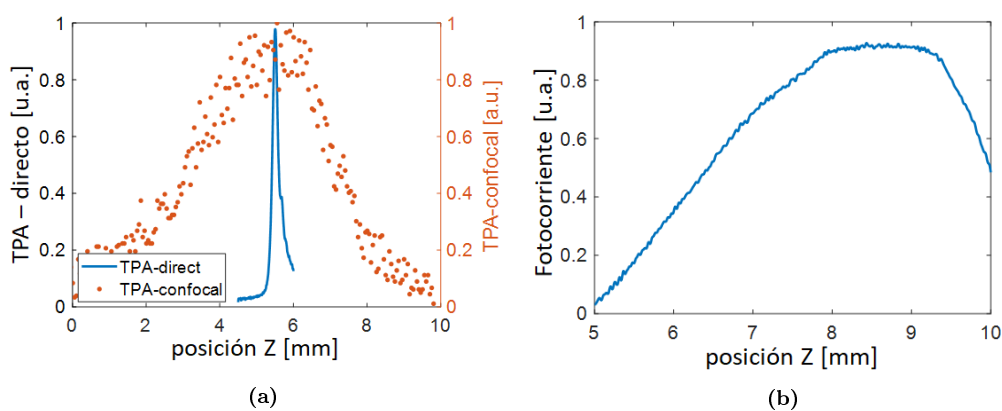 TPA – directo [u.a.]
1
0.8
0.6
0.4
0.2
0
TPA-direct
TPA-confocal
0 2 4 6 8 10
posición Z [mm]
1
0.8
0.6
0.4
0.2
0
TPA-confocal [a.u.]
(a)
Fotocorriente [u.a.]
1
0.8
0.6
0.4
0.2
0
5 6 7 8 9 10
posición Z [mm]
(b)